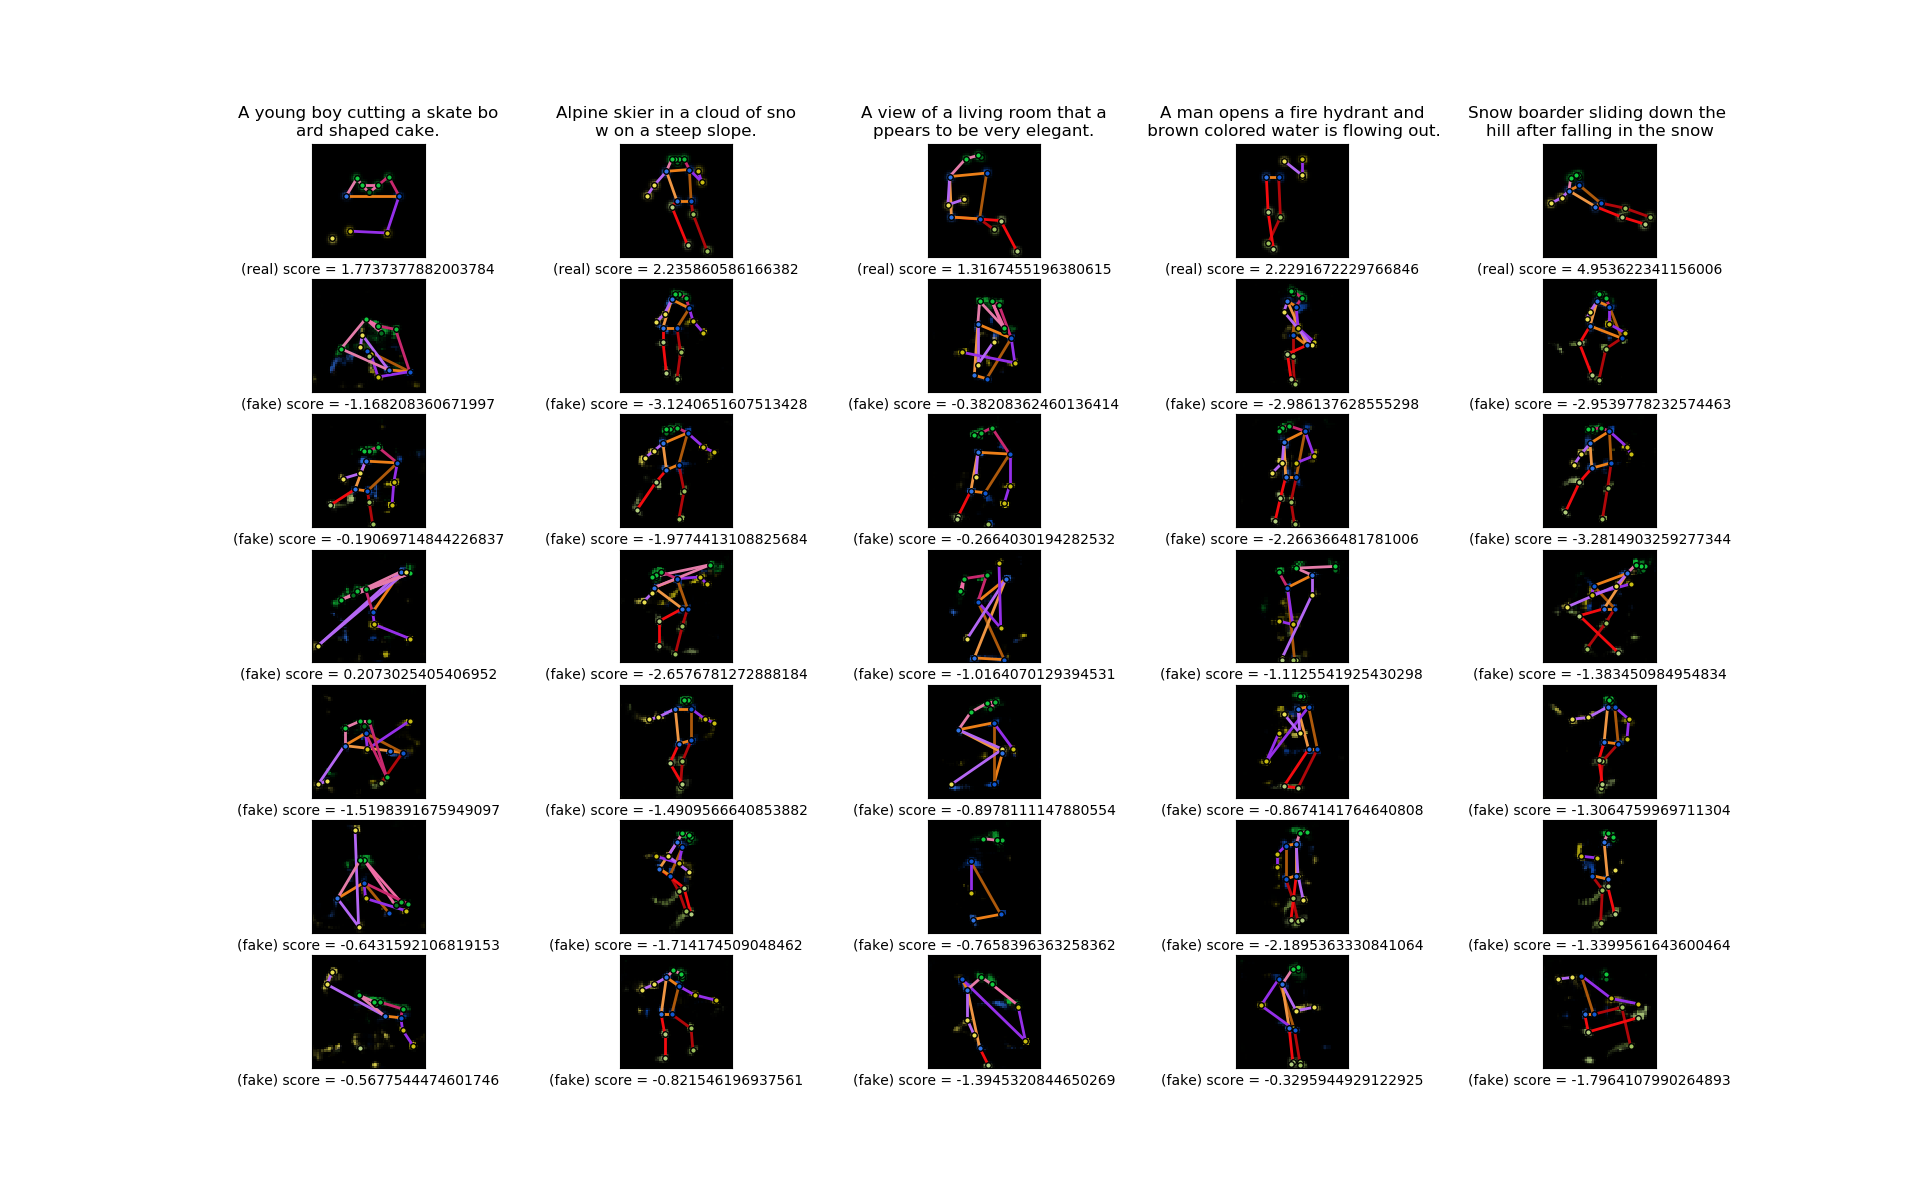 A young boy cutting a skate bo
ard shaped cake.
Alpine skier in a cloud of sno
w on a steep slope.
A view of a living room that a
ppears to be very elegant.
A man opens a fire hydrant and
brown colored water is flowing out.
Snow boarder sliding down the
hill after falling in the snow
(real) score = 1.7737377882003784
(real) score = 2.235860586166382
(real) score = 1.3167455196380615
(real) score = 2.2291672229766846
(real) score = 4.953622341156006
(fake) score = -1.168208360671997
(fake) score = -3.1240651607513428
(fake) score = -0.38208362460136414
(fake) score = -2.986137628555298
(fake) score = -2.9539778232574463
(fake) score = -0.19069714844226837
(fake) score = -1.9774413108825684
(fake) score = -0.2664030194282532
(fake) score = -2.266366481781006
(fake) score = -3.2814903259277344
(fake) score = 0.2073025405406952
(fake) score = -2.6576781272888184
(fake) score = -1.0164070129394531
(fake) score = -1.1125541925430298
(fake) score = -1.383450984954834
(fake) score = -1.5198391675949097
(fake) score = -1.4909566640853882
(fake) score = -0.8978111147880554
(fake) score = -0.8674141764640808
(fake) score = -1.3064759969711304
(fake) score = -0.6431592106819153
(fake) score = -1.714174509048462
(fake) score = -0.7658396363258362
(fake) score = -2.1895363330841064
(fake) score = -1.3399561643600464
(fake) score = -0.5677544474601746
(fake) score = -0.821546196937561
(fake) score = -1.3945320844650269
(fake) score = -0.3295944929122925
(fake) score = -1.7964107990264893